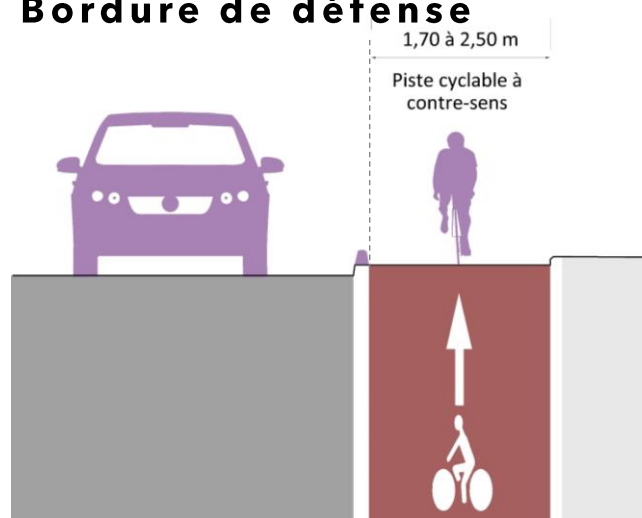 Bordure de défense
1,70 à 2,50 m
Piste cyclable à
contre-sens